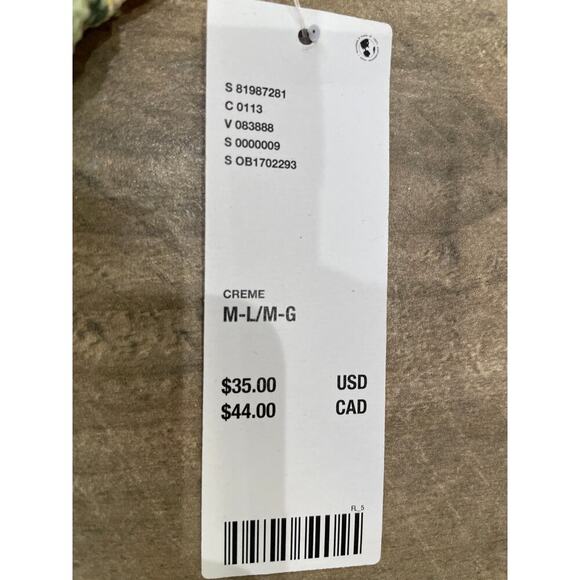 S 81987281
C 0113
V 083888
S 0000009
S OB1702293
CREME
M-L/M-G
$35.00 USD
$44.00 CAD
FL_5